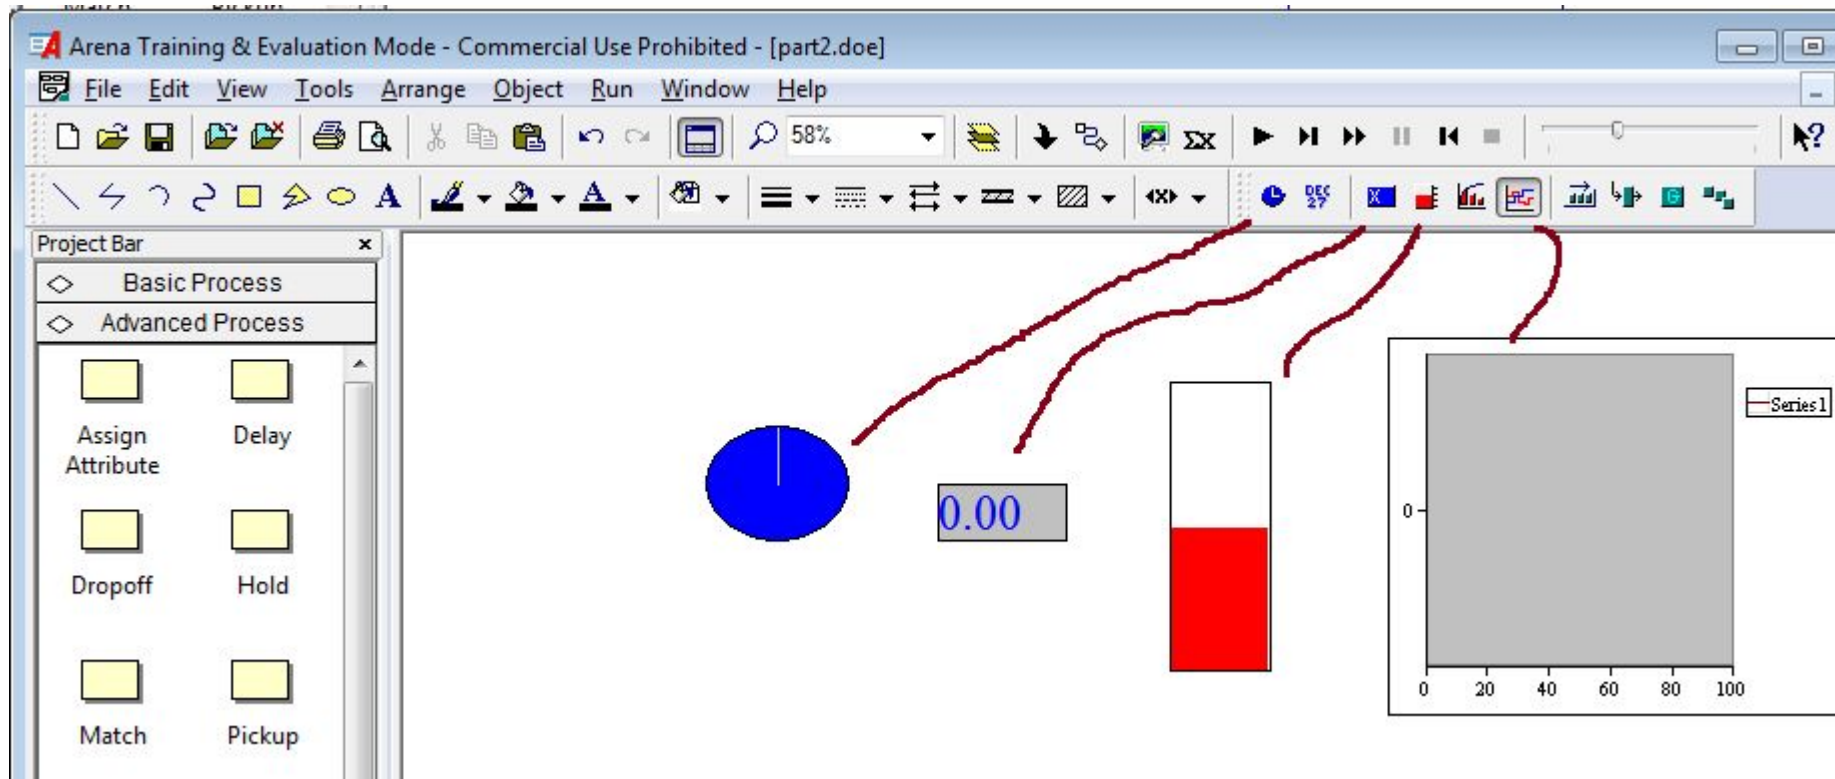 Arena Training & Evaluation Mode - Commercial Use Prohibited - [part2.doe]
File Edit View Tools Arrange Object Run Window Help
58%
A A DEC
27
Project Bar
Basic Process
Advanced Process
Assign Attribute
Delay
Dropoff Hold
Match Pickup
0.00
Series1
0
0 20 40 60 80 100